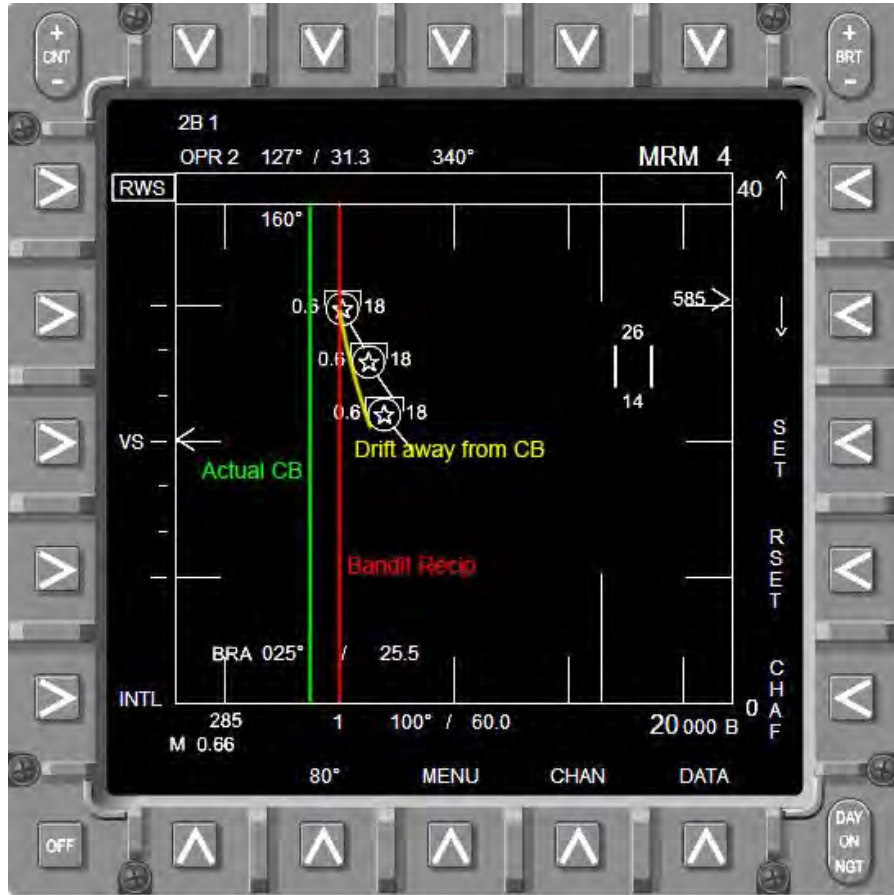 +
CNT
-
+
BRT
-
2B 1
OPR 2 127° / 31.3 340°
MRM 4
RWS
40
160°
0.6 18
585
0.6 18
26
14
0.6 18
VS
Drift away from CB
Actual CB
SET
Bandit Recip
RSET
BRA 025° / 25.5
CHAF
INTL
0
285
1 100° / 60.0
20 000 B
M 0.66
80° MENU CHAN DATA
OFF
DAY
ON
NGT